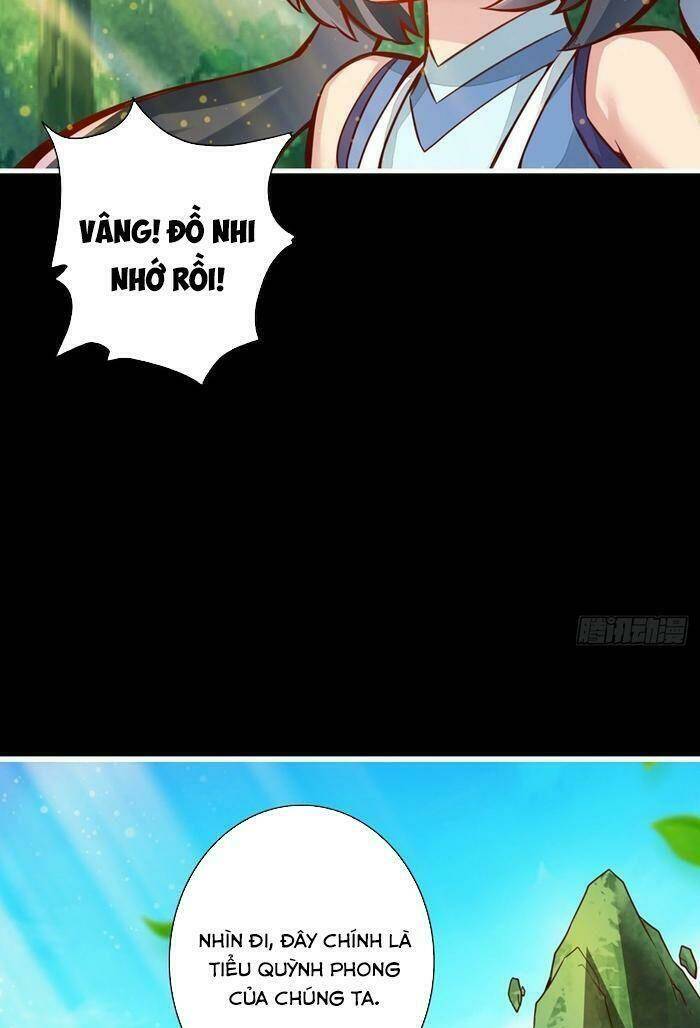 VÂNG! ĐỒ NHI
NHỚ RỒI!
腾讯动漫
NHÌN ĐI, ĐÂY CHÍNH LÀ
TIỂU QUỲNH PHONG
CỦA CHÚNG TA.